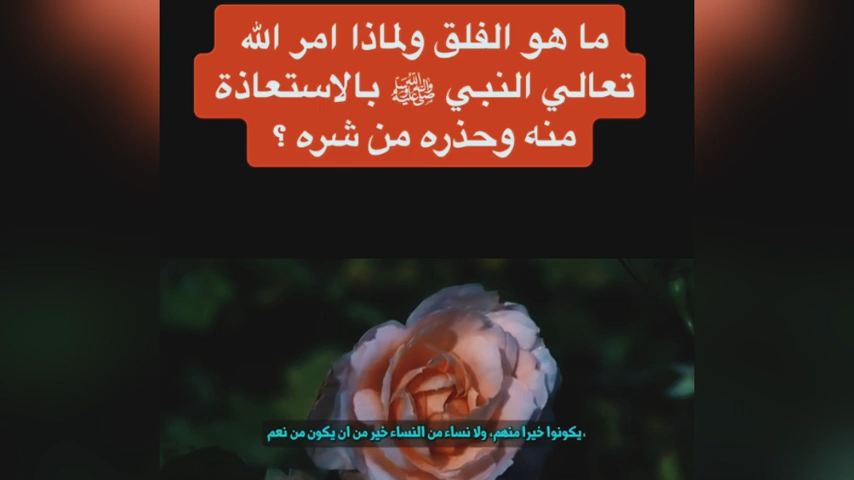 ما هو الفلق ولماذا امر الله
تعالي النبي ﷺ بالاستعاذة
منه وحذره من شره ؟
يكونوا خيرا منهم، ولا نساء من النساء خير من ان يكون من نعم،